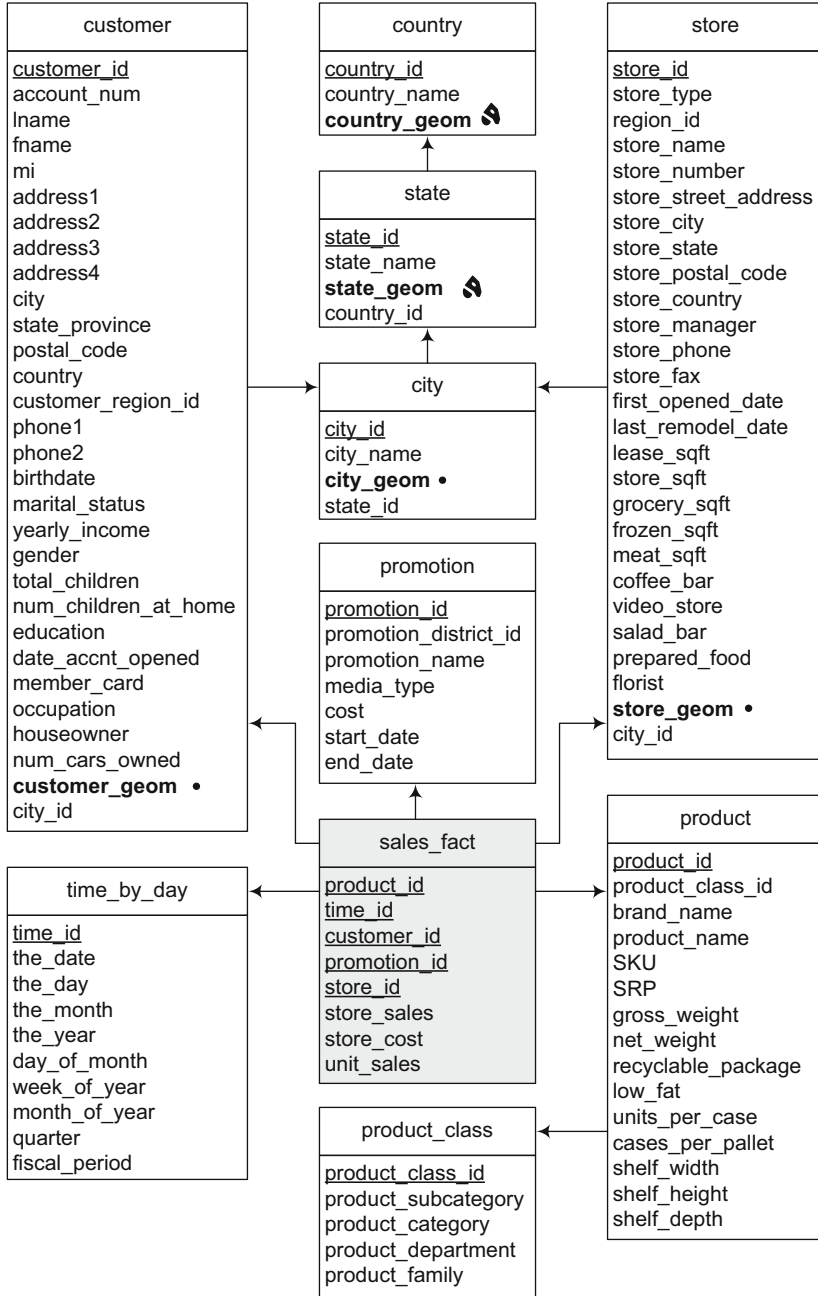 customer
customer_id
account_num
lname
fname
mi
address1
address2
address3
address4
city
state_province
postal_code
country
customer_region_id
phone1
phone2
birthdate
marital_status
yearly_income
gender
total_children
num_children_at_home
education
date_accnt_opened
member_card
occupation
houseowner
num_cars_owned
customer_geom
city_id
time_by_day
time_id
the_date
the_day
the_month
the_year
day_of_month
week_of_year
month_of_year
quarter
fiscal_period
country
country_id
country_name
country_geom
state
state_id
state_name
state_geom
country_id
city
city_id
city_name
city_geom
state_id
promotion
promotion_id
promotion_district_id
promotion_name
media_type
cost
start_date
end_date
sales_fact
product_id
time_id
customer_id
promotion_id
store_id
store_sales
store_cost
unit_sales
product_class
product_class_id
product_subcategory
product_category
product_department
product_family
store
store_id
store_type
region_id
store_name
store_number
store_street_address
store_city
store_state
store_postal_code
store_country
store_manager
store_phone
store_fax
first_opened_date
last_remodel_date
lease_sqft
store_sqft
grocery_sqft
frozen_sqft
meat_sqft
coffee_bar
video_store
salad_bar
prepared_food
florist
store_geom
city_id
product
product_id
product_class_id
brand_name
product_name
SKU
SRP
gross_weight
net_weight
recyclable_package
low_fat
units_per_case
cases_per_pallet
shelf_width
shelf_height
shelf_depth